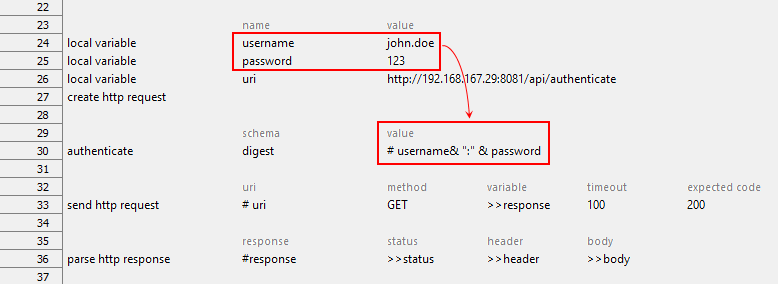 22
23 name value
24 local variable username john.doe
25 local variable password 123
26 local variable uri http://192.168.167.29:8081/api/authenticate
27 create http request
28
29 schema value
30 authenticate digest # username& ":" & password
31
32 uri method variable timeout expected code
33 send http request # uri GET >>response 100 200
34
35 response status header body
36 parse http response #response >>status >>header >>body
37